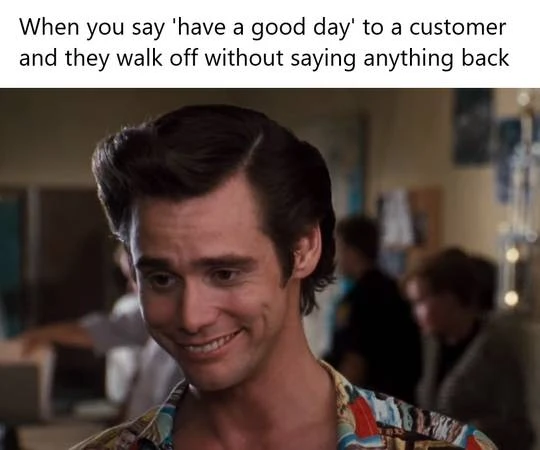 When you say 'have a good day' to a customer
and they walk off without saying anything back